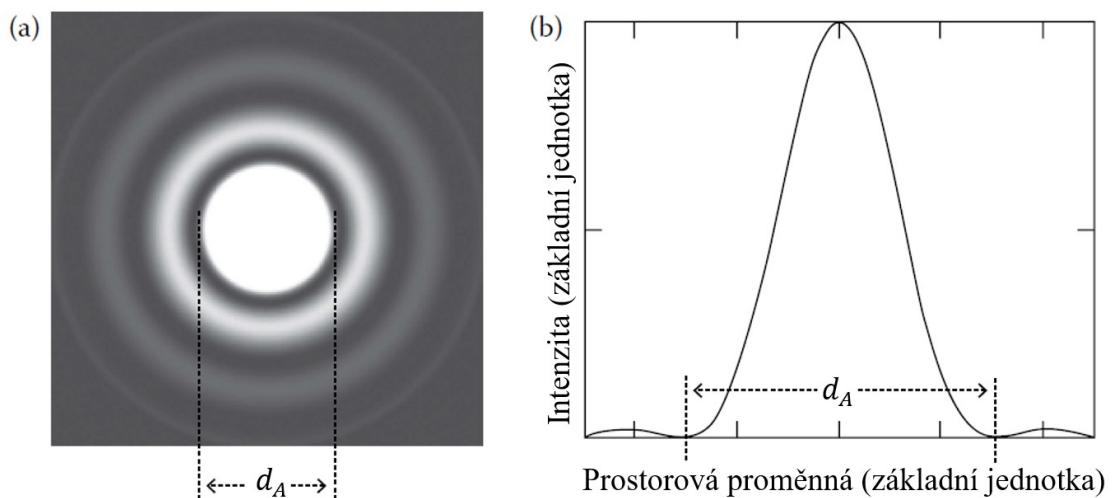 (a)
d_A
(b)
Intenzita (základní jednotka)
d_A
Prostorová proměnná (základní jednotka)